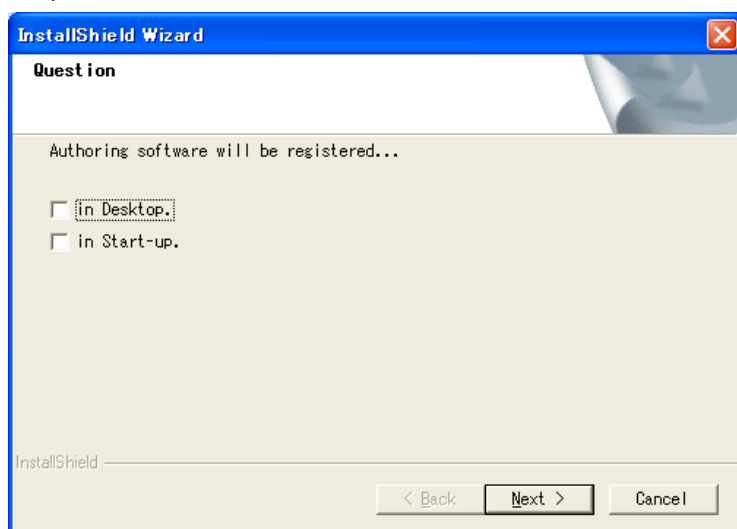 InstallShield Wizard
Question
Authoring software will be registered...
in Desktop.
in Start-up.
InstallShield
< Back Next > Cancel